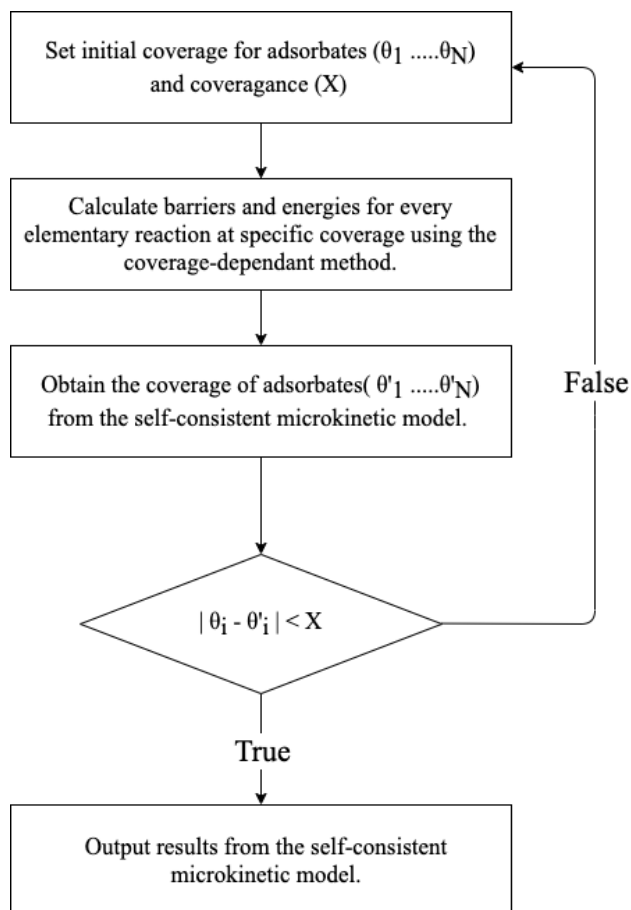 Set initial coverage for adsorbates (θ1 .....θN)
and coveragance (X)
Calculate barriers and energies for every
elementary reaction at specific coverage using the
coverage-dependant method.
Obtain the coverage of adsorbates( θ'1 .....θ'N)
from the self-consistent microkinetic model.
False
| θi - θ'i | < X
True
Output results from the self-consistent
microkinetic model.